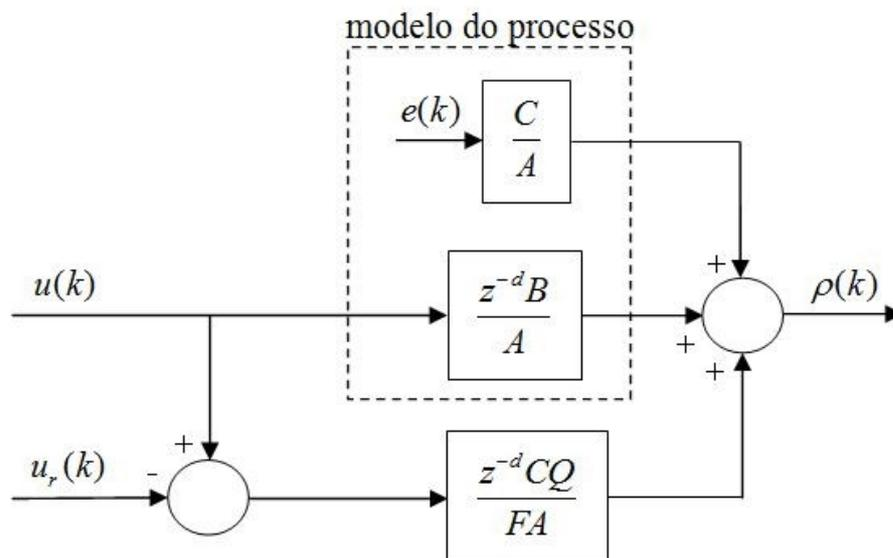 modelo do processo
e(k)
C
A
+
u(k)
z^{-d}B
A
ρ(k)
+
+
+
u_r(k)
-
z^{-d}CQ
FA